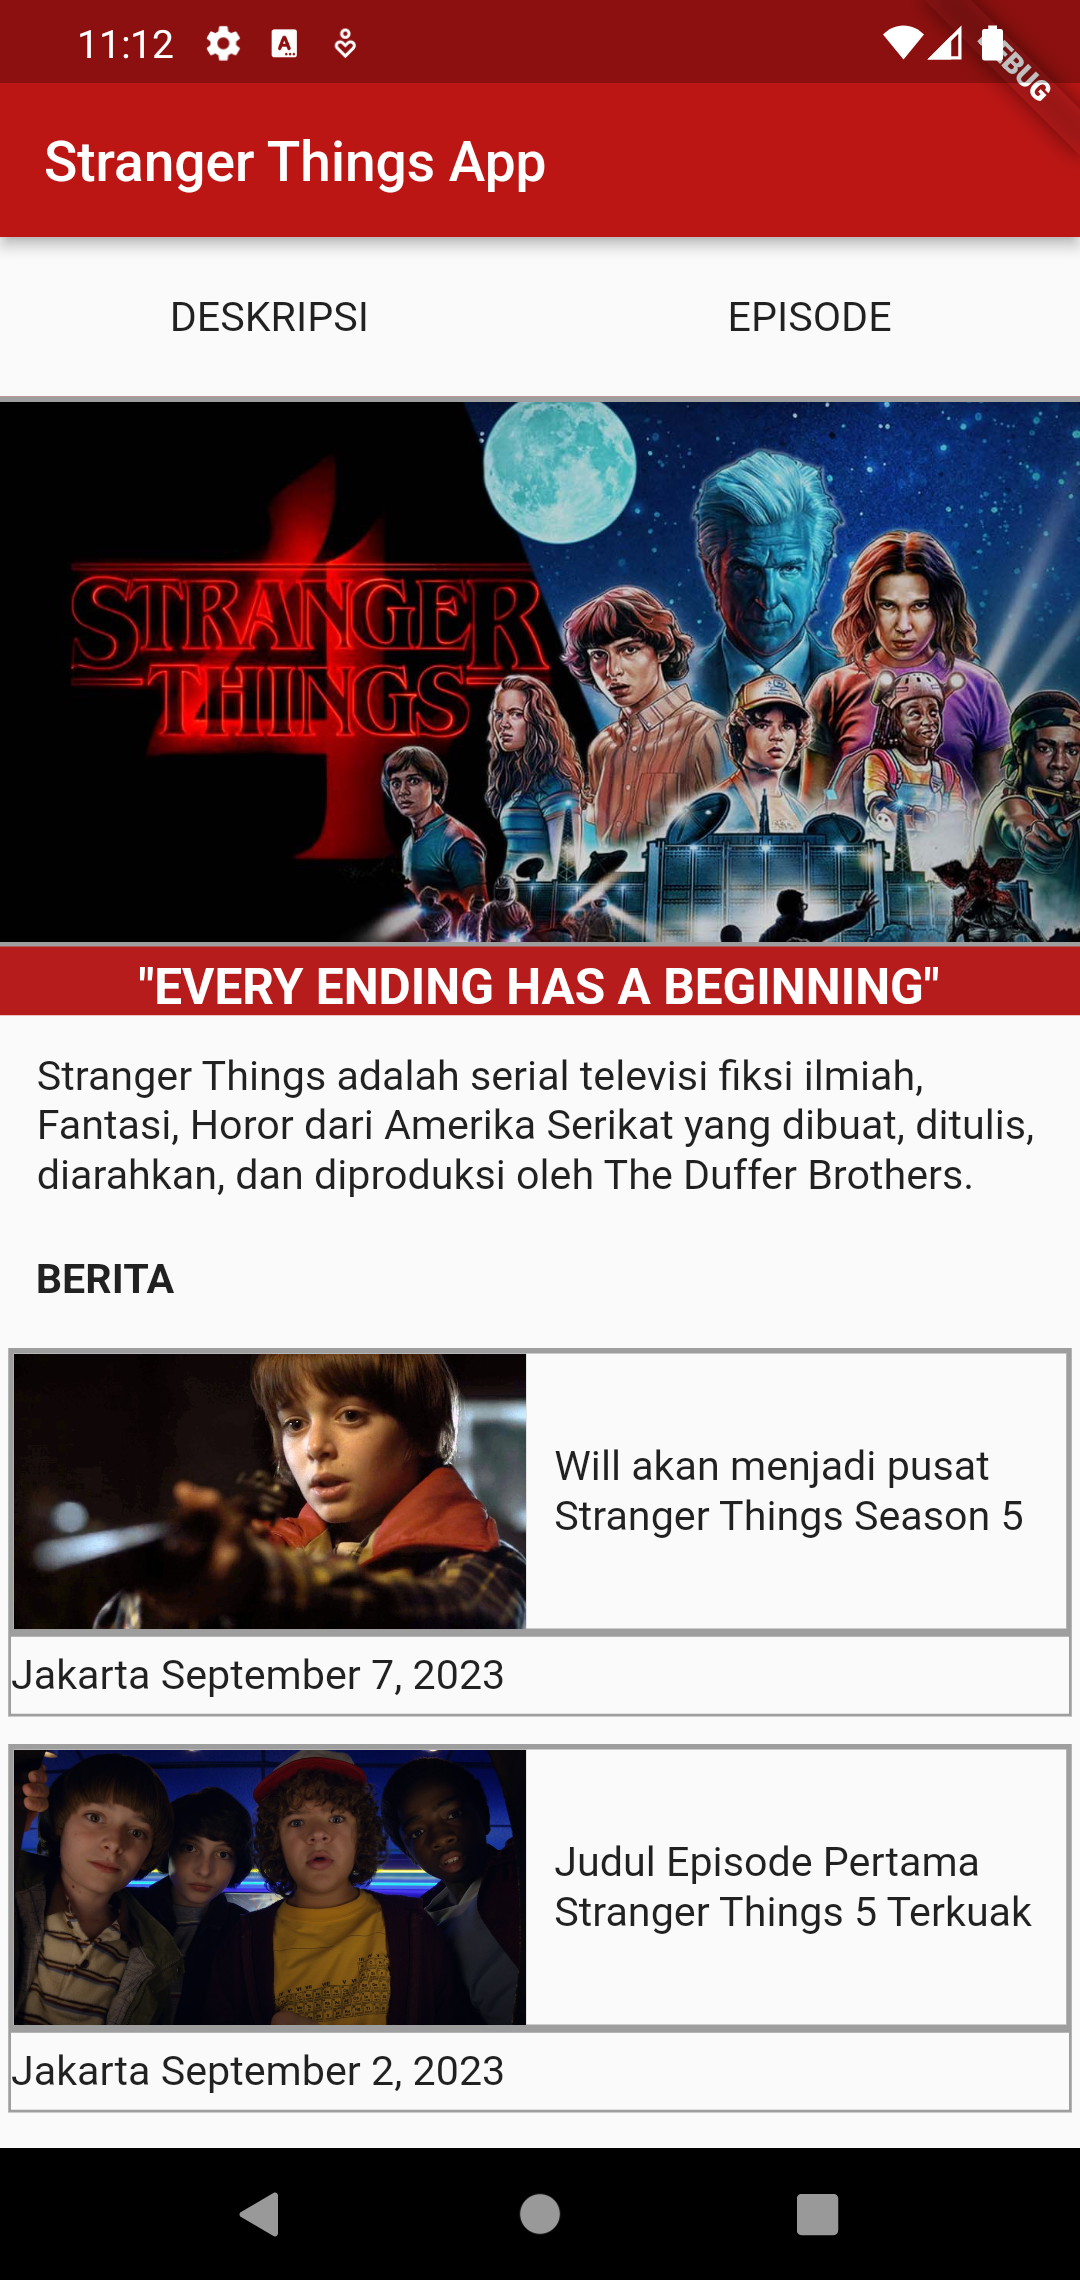 11:12
DEBUG
Stranger Things App
DESKRIPSI
EPISODE
STRANGER
THINGS
"EVERY ENDING HAS A BEGINNING"
Stranger Things adalah serial televisi fiksi ilmiah,
Fantasi, Horor dari Amerika Serikat yang dibuat, ditulis,
diarahkan, dan diproduksi oleh The Duffer Brothers.
BERITA
Will akan menjadi pusat
Stranger Things Season 5
Jakarta September 7, 2023
Judul Episode Pertama
Stranger Things 5 Terkuak
Jakarta September 2, 2023